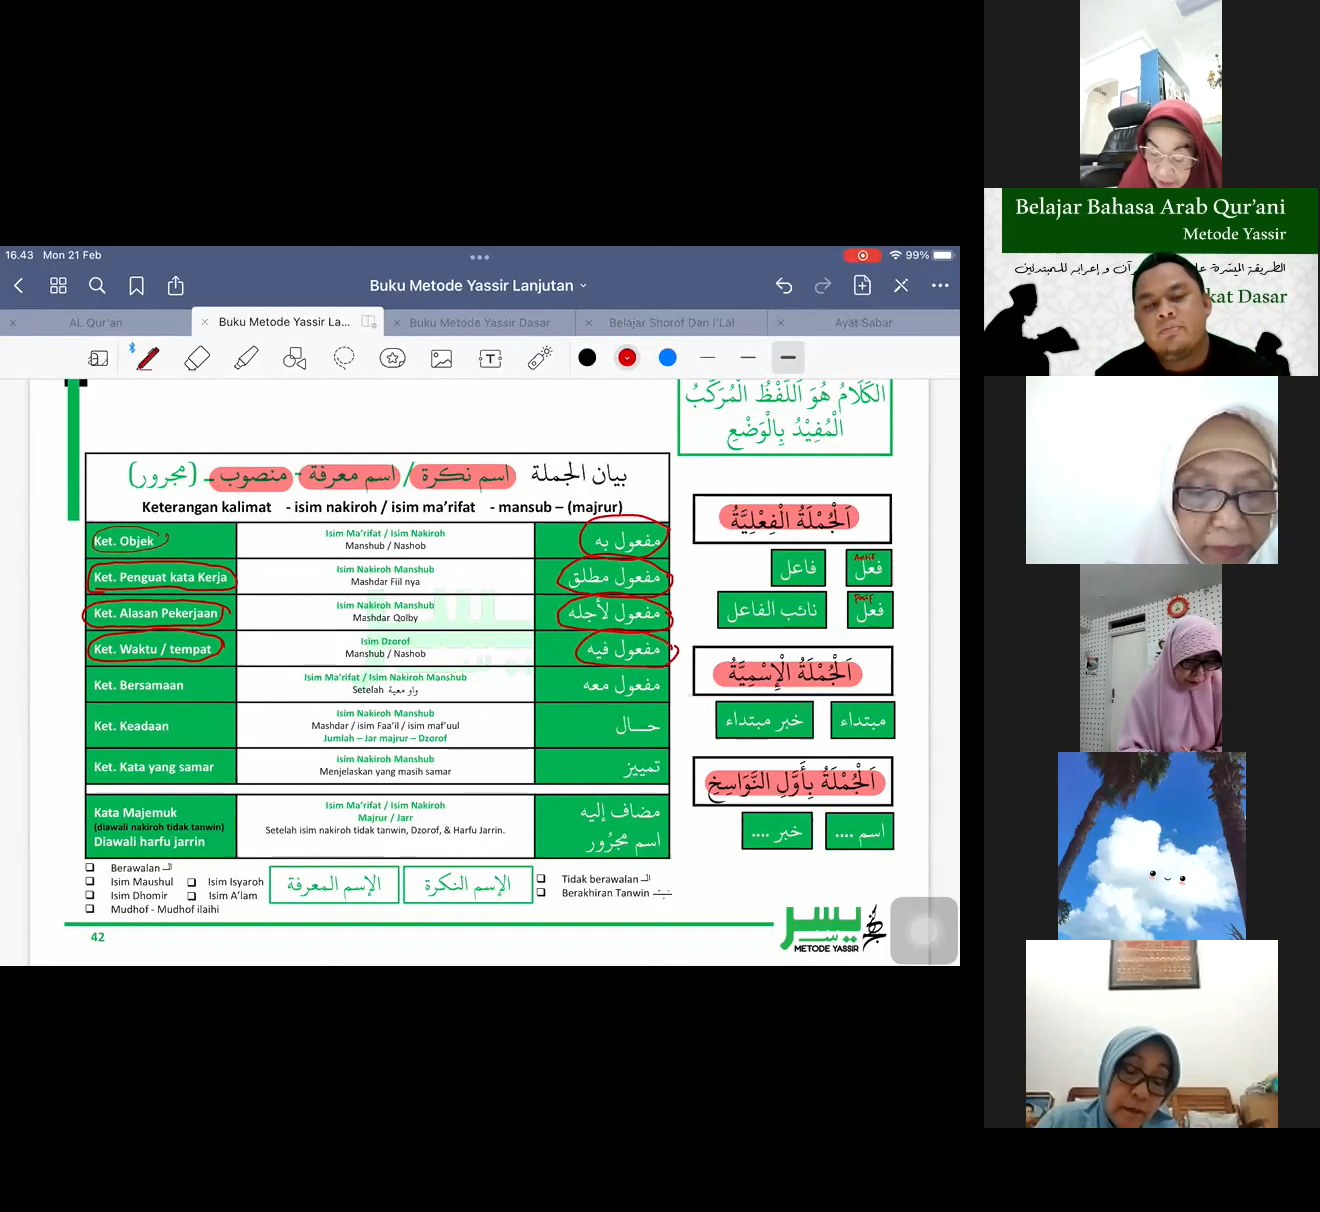 16.43 Mon 21 Feb
99%
Buku Metode Yassir Lanjutan
AL Qur'an
Buku Metode Yassir La...
Buku Metode Yassir Dasar
Belajar Shorof Dan I'Lal
Ayat Sabar
اَلْكَلَامُ هُوَ اَللَّفْظُ الْمُرَكَّبُ
الْمُفِيْدُ بِالْوَضْعِ
بيان الجملة اسم نكرة / اسم معرفة - منصوب - (مجرور)
Keterangan kalimat - isim nakiroh / isim ma'rifat - mansub – (majrur)
Ket. Objek
Isim Ma'rifat / Isim Nakiroh
Manshub / Nashob
مفعول به
Ket. Penguat kata Kerja
Isim Nakiroh Manshub
Mashdar Fiil nya
مفعول مطلق
Ket. Alasan Pekerjaan
Isim Nakiroh Manshub
Mashdar Qolby
مفعول لأجله
Ket. Waktu / tempat
Isim Dzorof
Manshub / Nashob
مفعول فيه
Ket. Bersamaan
Isim Ma'rifat / Isim Nakiroh Manshub
Setelah واو معية
مفعول معه
Ket. Keadaan
Isim Nakiroh Manshub
Mashdar / isim Faa'il / isim maf'uul
Jumlah – Jar majrur – Dzorof
حـــال
Ket. Kata yang samar
Isim Nakiroh Manshub
Menjelaskan yang masih samar
تمييز
Kata Majemuk
(diawali nakiroh tidak tanwin)
Diawali harfu jarrin
Isim Ma'rifat / Isim Nakiroh
Majrur / Jarr
Setelah isim nakiroh tidak tanwin, Dzorof, & Harfu Jarrin.
مضاف إليه
اسم مجْرُور
Berawalan الـ
Isim Maushul
Isim Isyaroh
Isim Dhomir
Isim A'lam
Mudhof - Mudhof ilaihi
الإسم المعرفة
الإسم النكرة
Tidak berawalan الـ
Berakhiran Tanwin
اَلْجُمْلَةُ الْفِعْلِيَّةُ
فعل
فاعل
فعل
Pasif
نائب الفاعل
اَلْجُمْلَةُ الْإِسْمِيَّةُ
مبتداء
خبر مبتداء
اَلْجُمْلَةُ بِأَوَّلِ النَّوَاسِخِ
اسم ....
خبر ....
42
يسر
METODE YASSIR
Belajar Bahasa Arab Qur'ani
Metode Yassir
الطريقة الميسّرة
و إعرابه للمبتدئين
kat Dasar